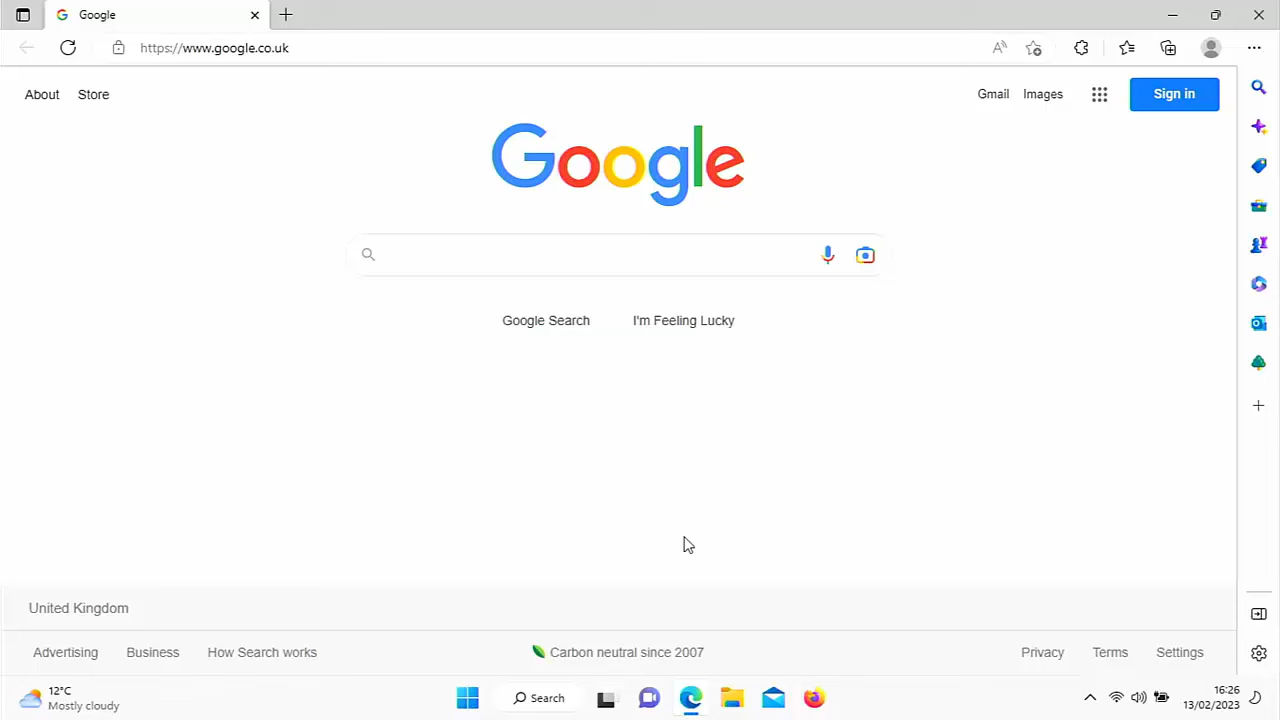 Google
https://www.google.co.uk
About Store Gmail Images Sign in
Google
Google Search I'm Feeling Lucky
United Kingdom
Advertising Business How Search works Carbon neutral since 2007 Privacy Terms Settings
12°C
Mostly cloudy
Search
16:26
13/02/2023